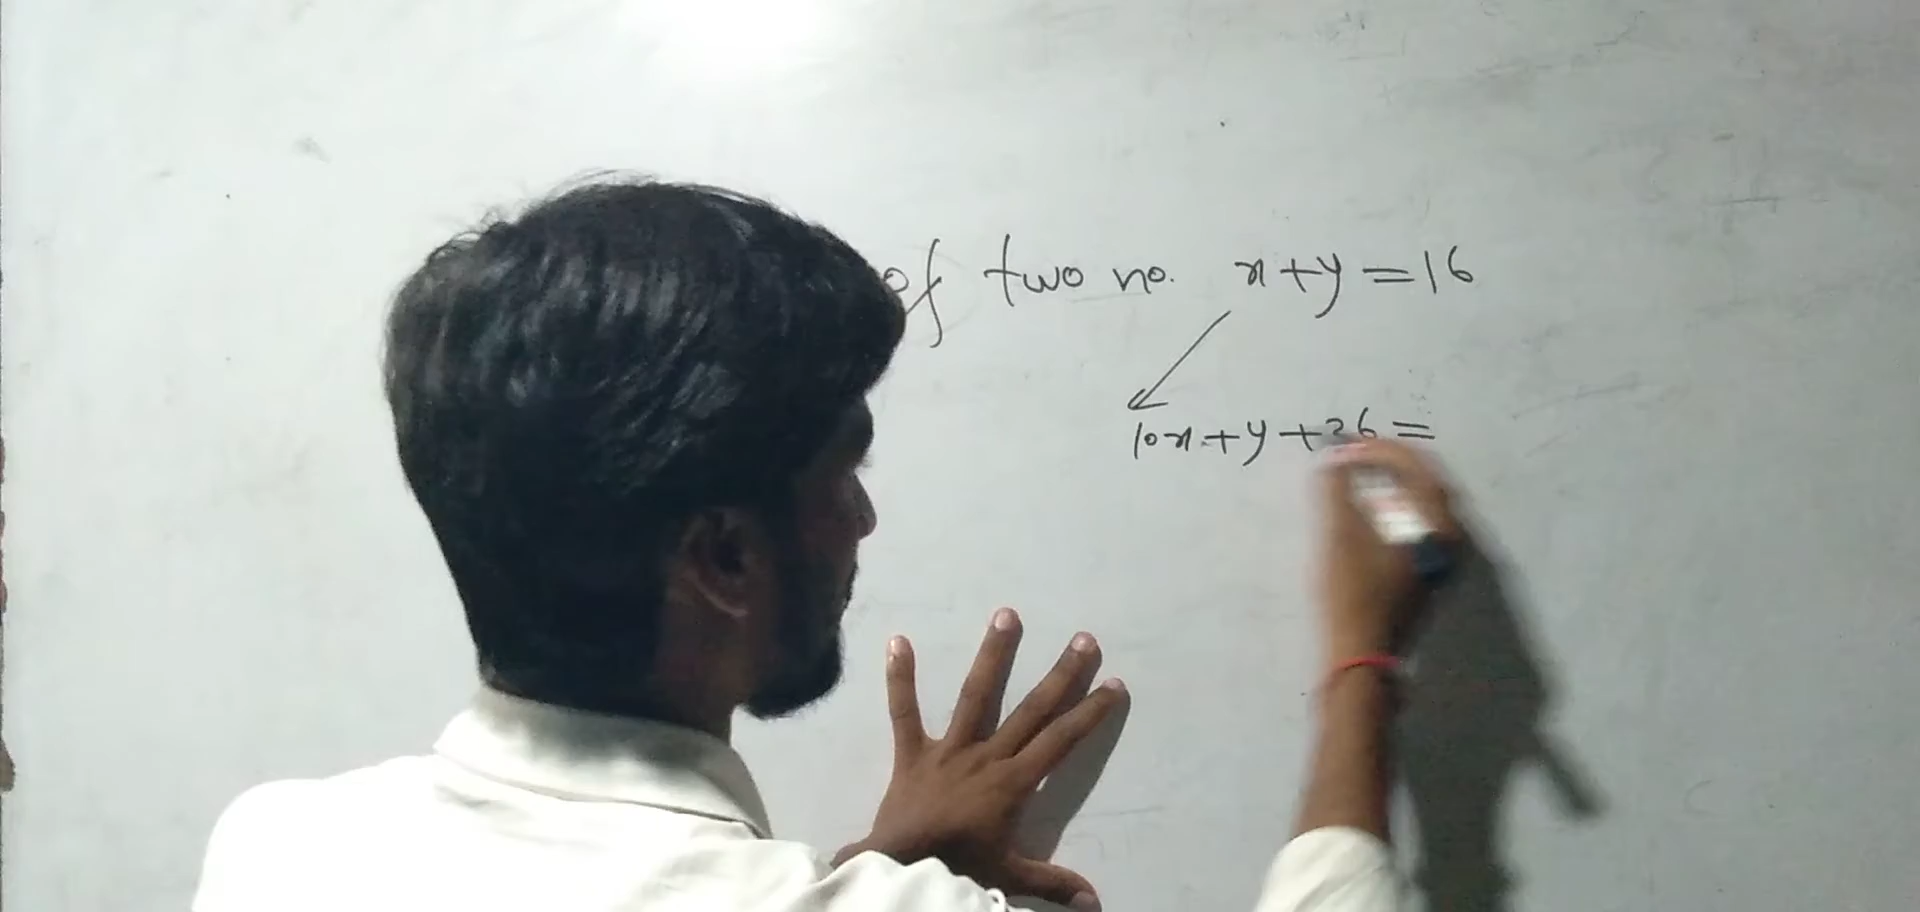 of two no. x+y=16
10x+y+36=